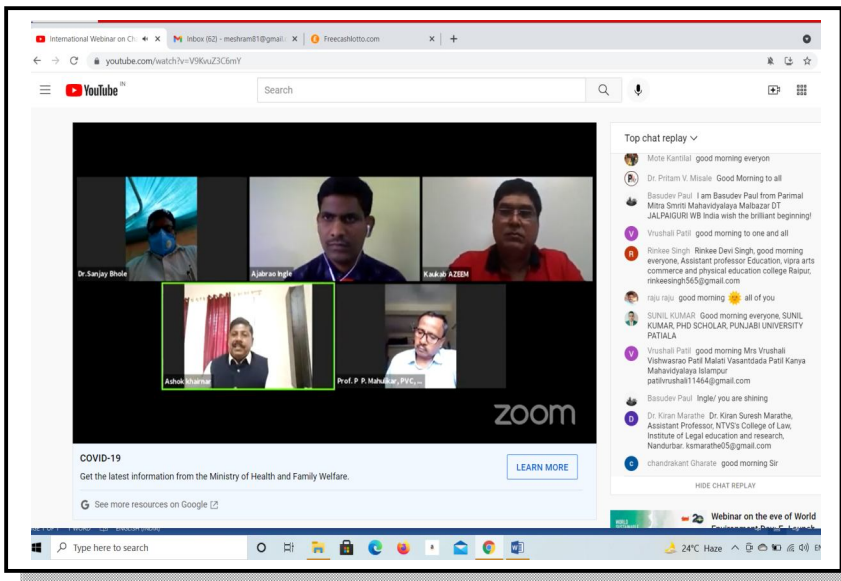 International Webinar on Ch
Inbox (62) - meshram81@gmail.
Freecashlotto.com
youtube.com/watch?v=V9KvuZ3C6mY
YouTube IN
Search
Dr.Sanjay Bhole
Ajabrao Ingle
Kaukab AZEEM
Ashok khairnar
Prof. P P. Mahulikar, PVC, ...
zoom
COVID-19
Get the latest information from the Ministry of Health and Family Welfare.
LEARN MORE
See more resources on Google
Top chat replay
Mote Kantilal good morning everyon
Dr. Pritam V. Misale Good Morning to all
Basudev Paul I am Basudev Paul from Parimal
Mitra Smriti Mahavidyalaya Malbazar DT
JALPAIGURI WB India wish the brilliant beginning!
Vrushali Patil good morning to one and all
Rinkee Singh Rinkee Devi Singh, good morning
everyone, Assistant professor Education, vipra arts
commerce and physical education college Raipur,
rinkeesingh565@gmail.com
raju raju good morning all of you
SUNIL KUMAR Good morning everyone, SUNIL
KUMAR, PHD SCHOLAR, PUNJABI UNIVERSITY
PATIALA
Vrushali Patil good morning Mrs Vrushali
Vishwasrao Patil Malati Vasantdada Patil Kanya
Mahavidyalaya Islampur
patilvrushali11464@gmail.com
Basudev Paul Ingle/ you are shining
Dr. Kiran Marathe Dr. Kiran Suresh Marathe,
Assistant Professor, NTVS's College of Law,
Institute of Legal education and research,
Nandurbar. ksmarathe05@gmail.com
chandrakant Gharate good morning Sir
HIDE CHAT REPLAY
Webinar on the eve of World
Type here to search
24°C Haze